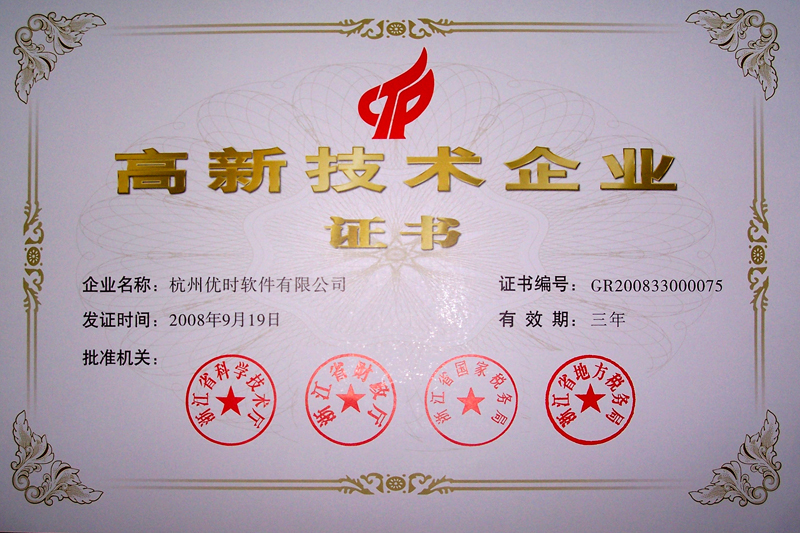 CTP
高新技术企业
证书
企业名称：杭州优时软件有限公司 证书编号：GR200833000075
发证时间：2008年9月19日 有效期：三年
批准机关：
浙江省科学技术厅
浙江省财政厅
浙江省国家税务局
浙江省地方税务局